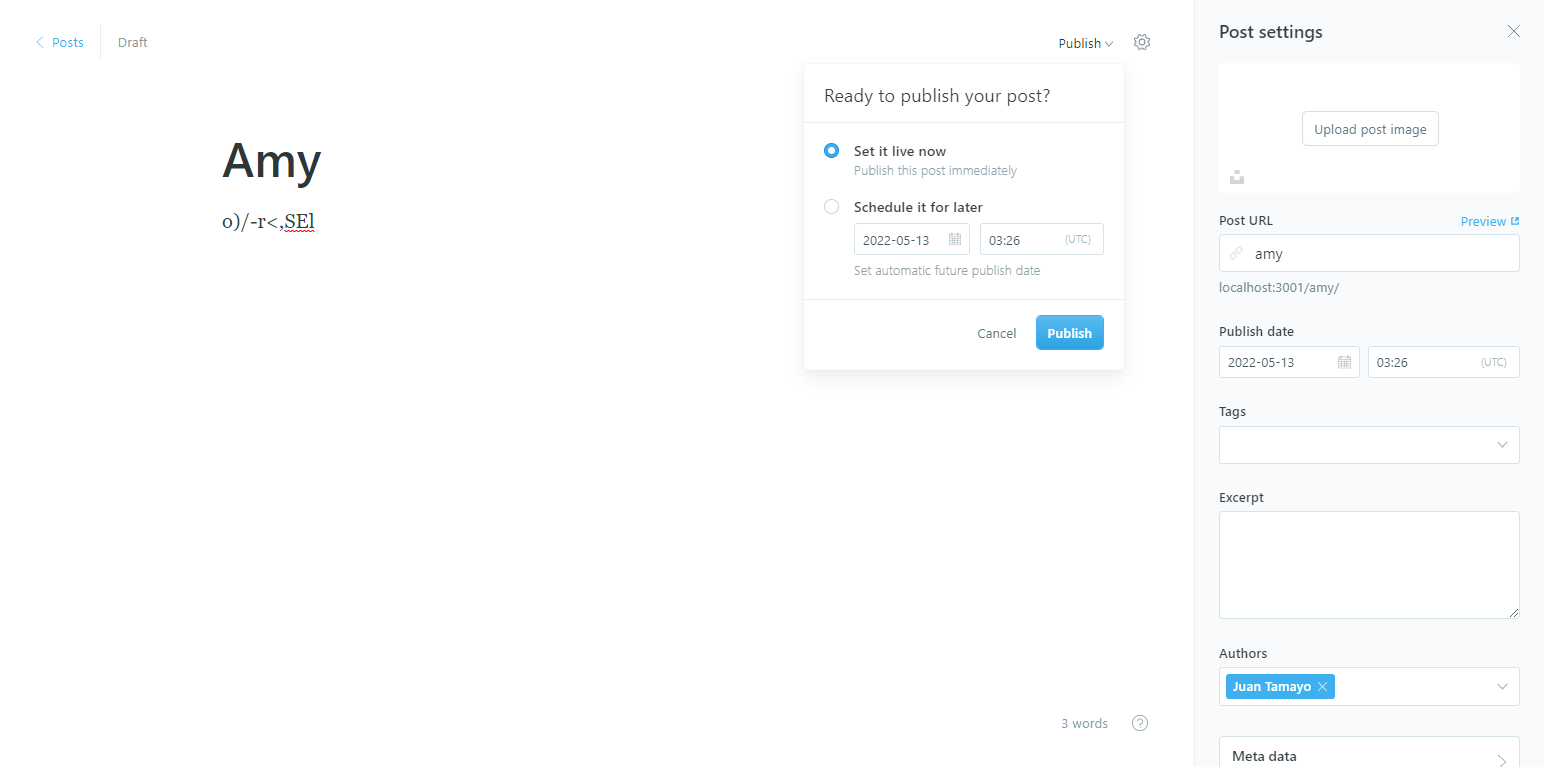 Posts
Draft
Publish
Ready to publish your post?
Set it live now
Publish this post immediately
Schedule it for later
2022-05-13
03:26
(UTC)
Set automatic future publish date
Cancel
Publish
Amy
o)/-r<,SEl
3 words
?
Post settings
Upload post image
Post URL
Preview
amy
localhost:3001/amy/
Publish date
2022-05-13
03:26
(UTC)
Tags
Excerpt
Authors
Juan Tamayo
Meta data